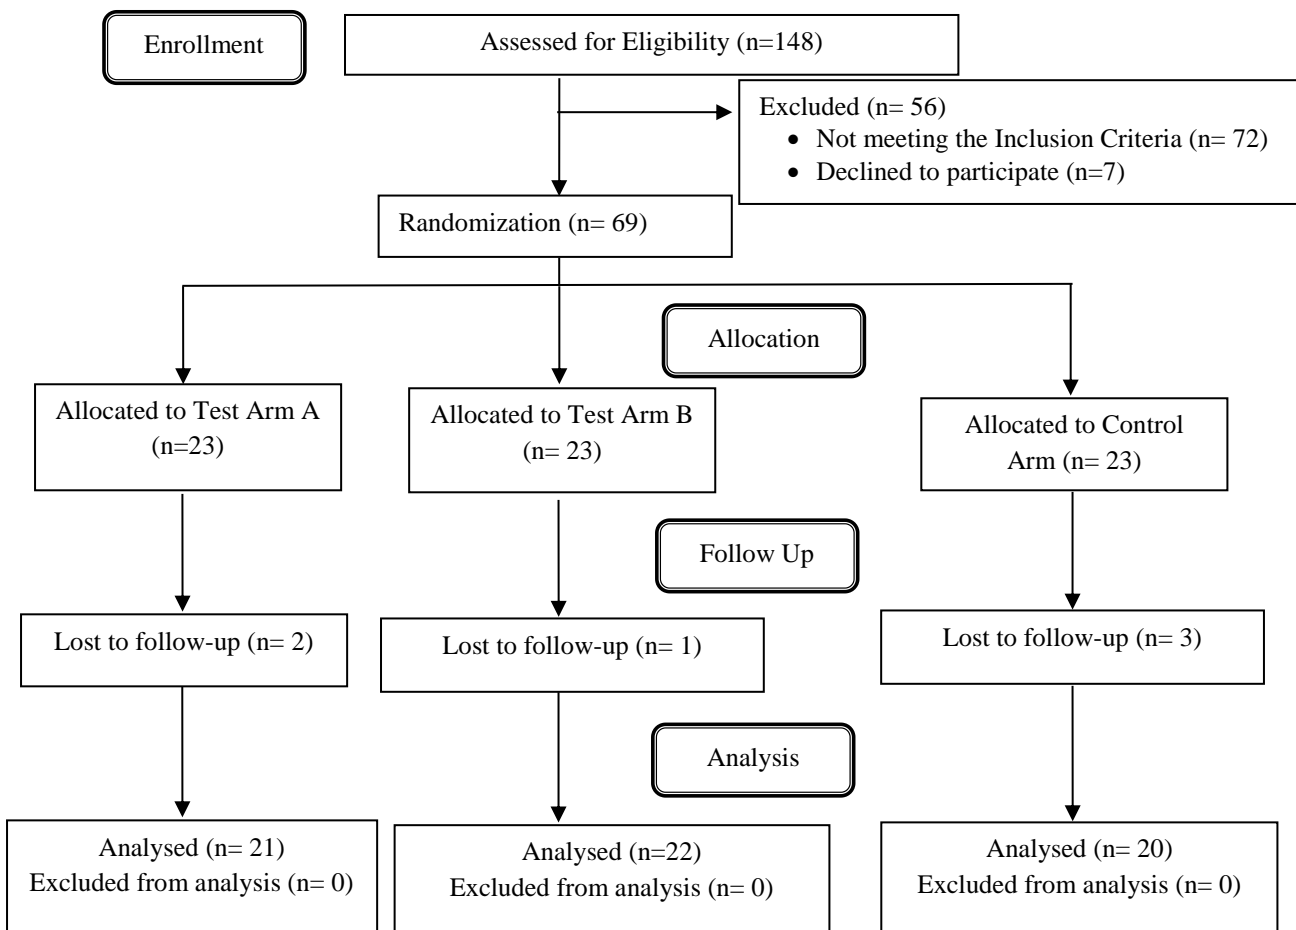 Enrollment
Assessed for Eligibility (n=148)
Excluded (n= 56)
• Not meeting the Inclusion Criteria (n= 72)
• Declined to participate (n=7)
Randomization (n= 69)
Allocation
Allocated to Test Arm A
(n=23)
Allocated to Test Arm B
(n= 23)
Allocated to Control
Arm (n= 23)
Follow Up
Lost to follow-up (n= 2)
Lost to follow-up (n= 1)
Lost to follow-up (n= 3)
Analysis
Analysed (n= 21)
Excluded from analysis (n= 0)
Analysed (n=22)
Excluded from analysis (n= 0)
Analysed (n= 20)
Excluded from analysis (n= 0)